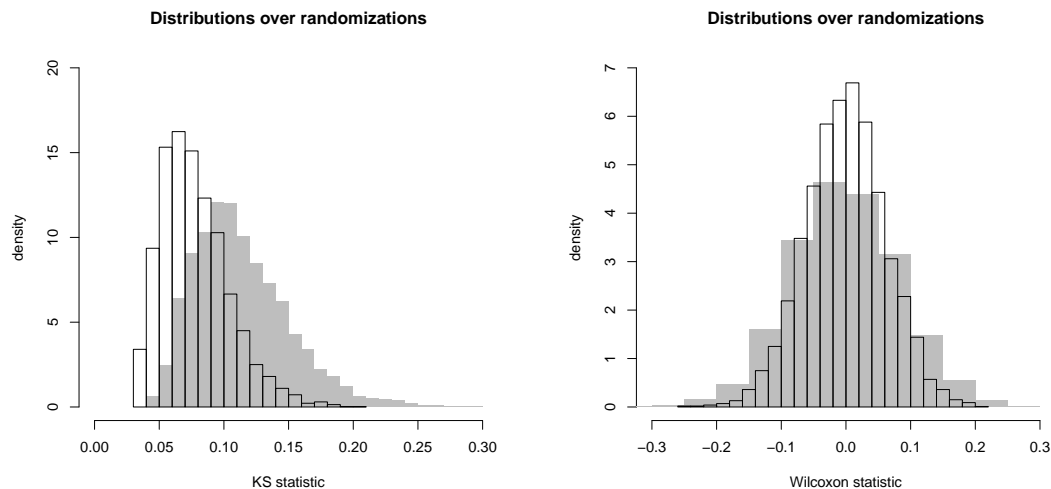 Distributions over randomizations
density
20
15
10
5
0
0.00 0.05 0.10 0.15 0.20 0.25 0.30
KS statistic
Distributions over randomizations
density
7
6
5
4
3
2
1
0
−0.3 −0.2 −0.1 0.0 0.1 0.2 0.3
Wilcoxon statistic